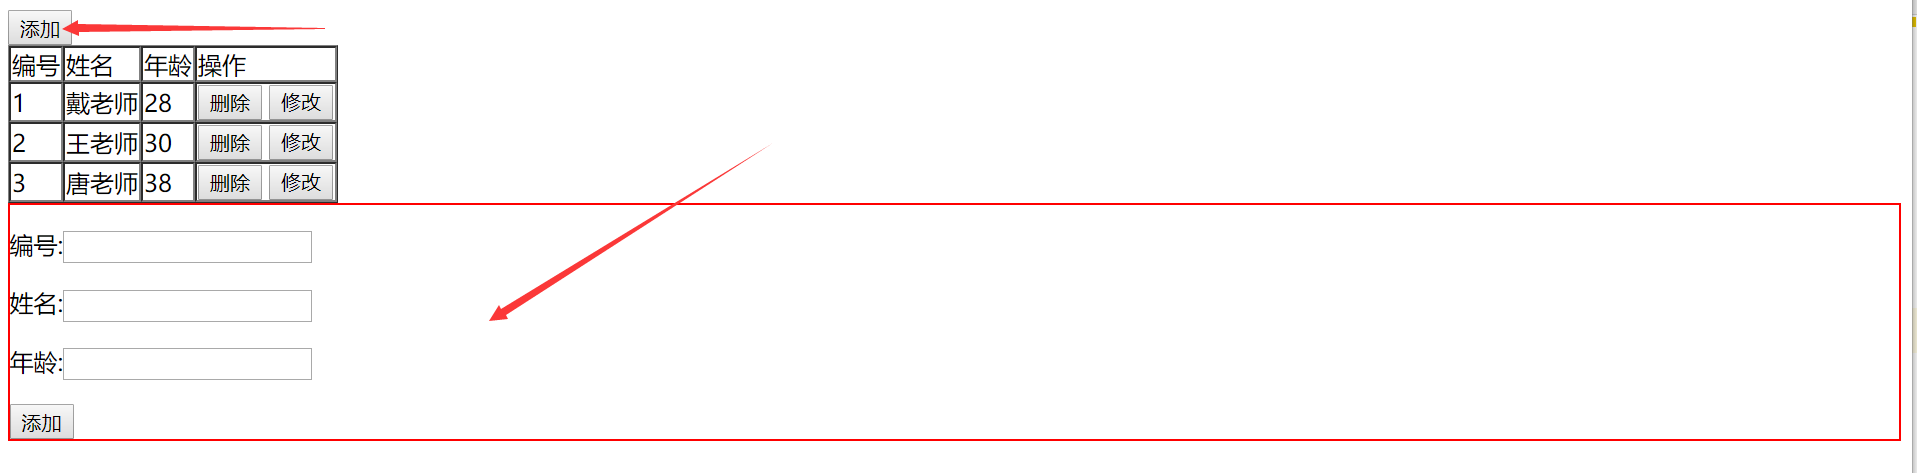 添加
编号 姓名 年龄 操作
1 戴老师 28 删除 修改
2 王老师 30 删除 修改
3 唐老师 38 删除 修改
编号:
姓名:
年龄:
添加